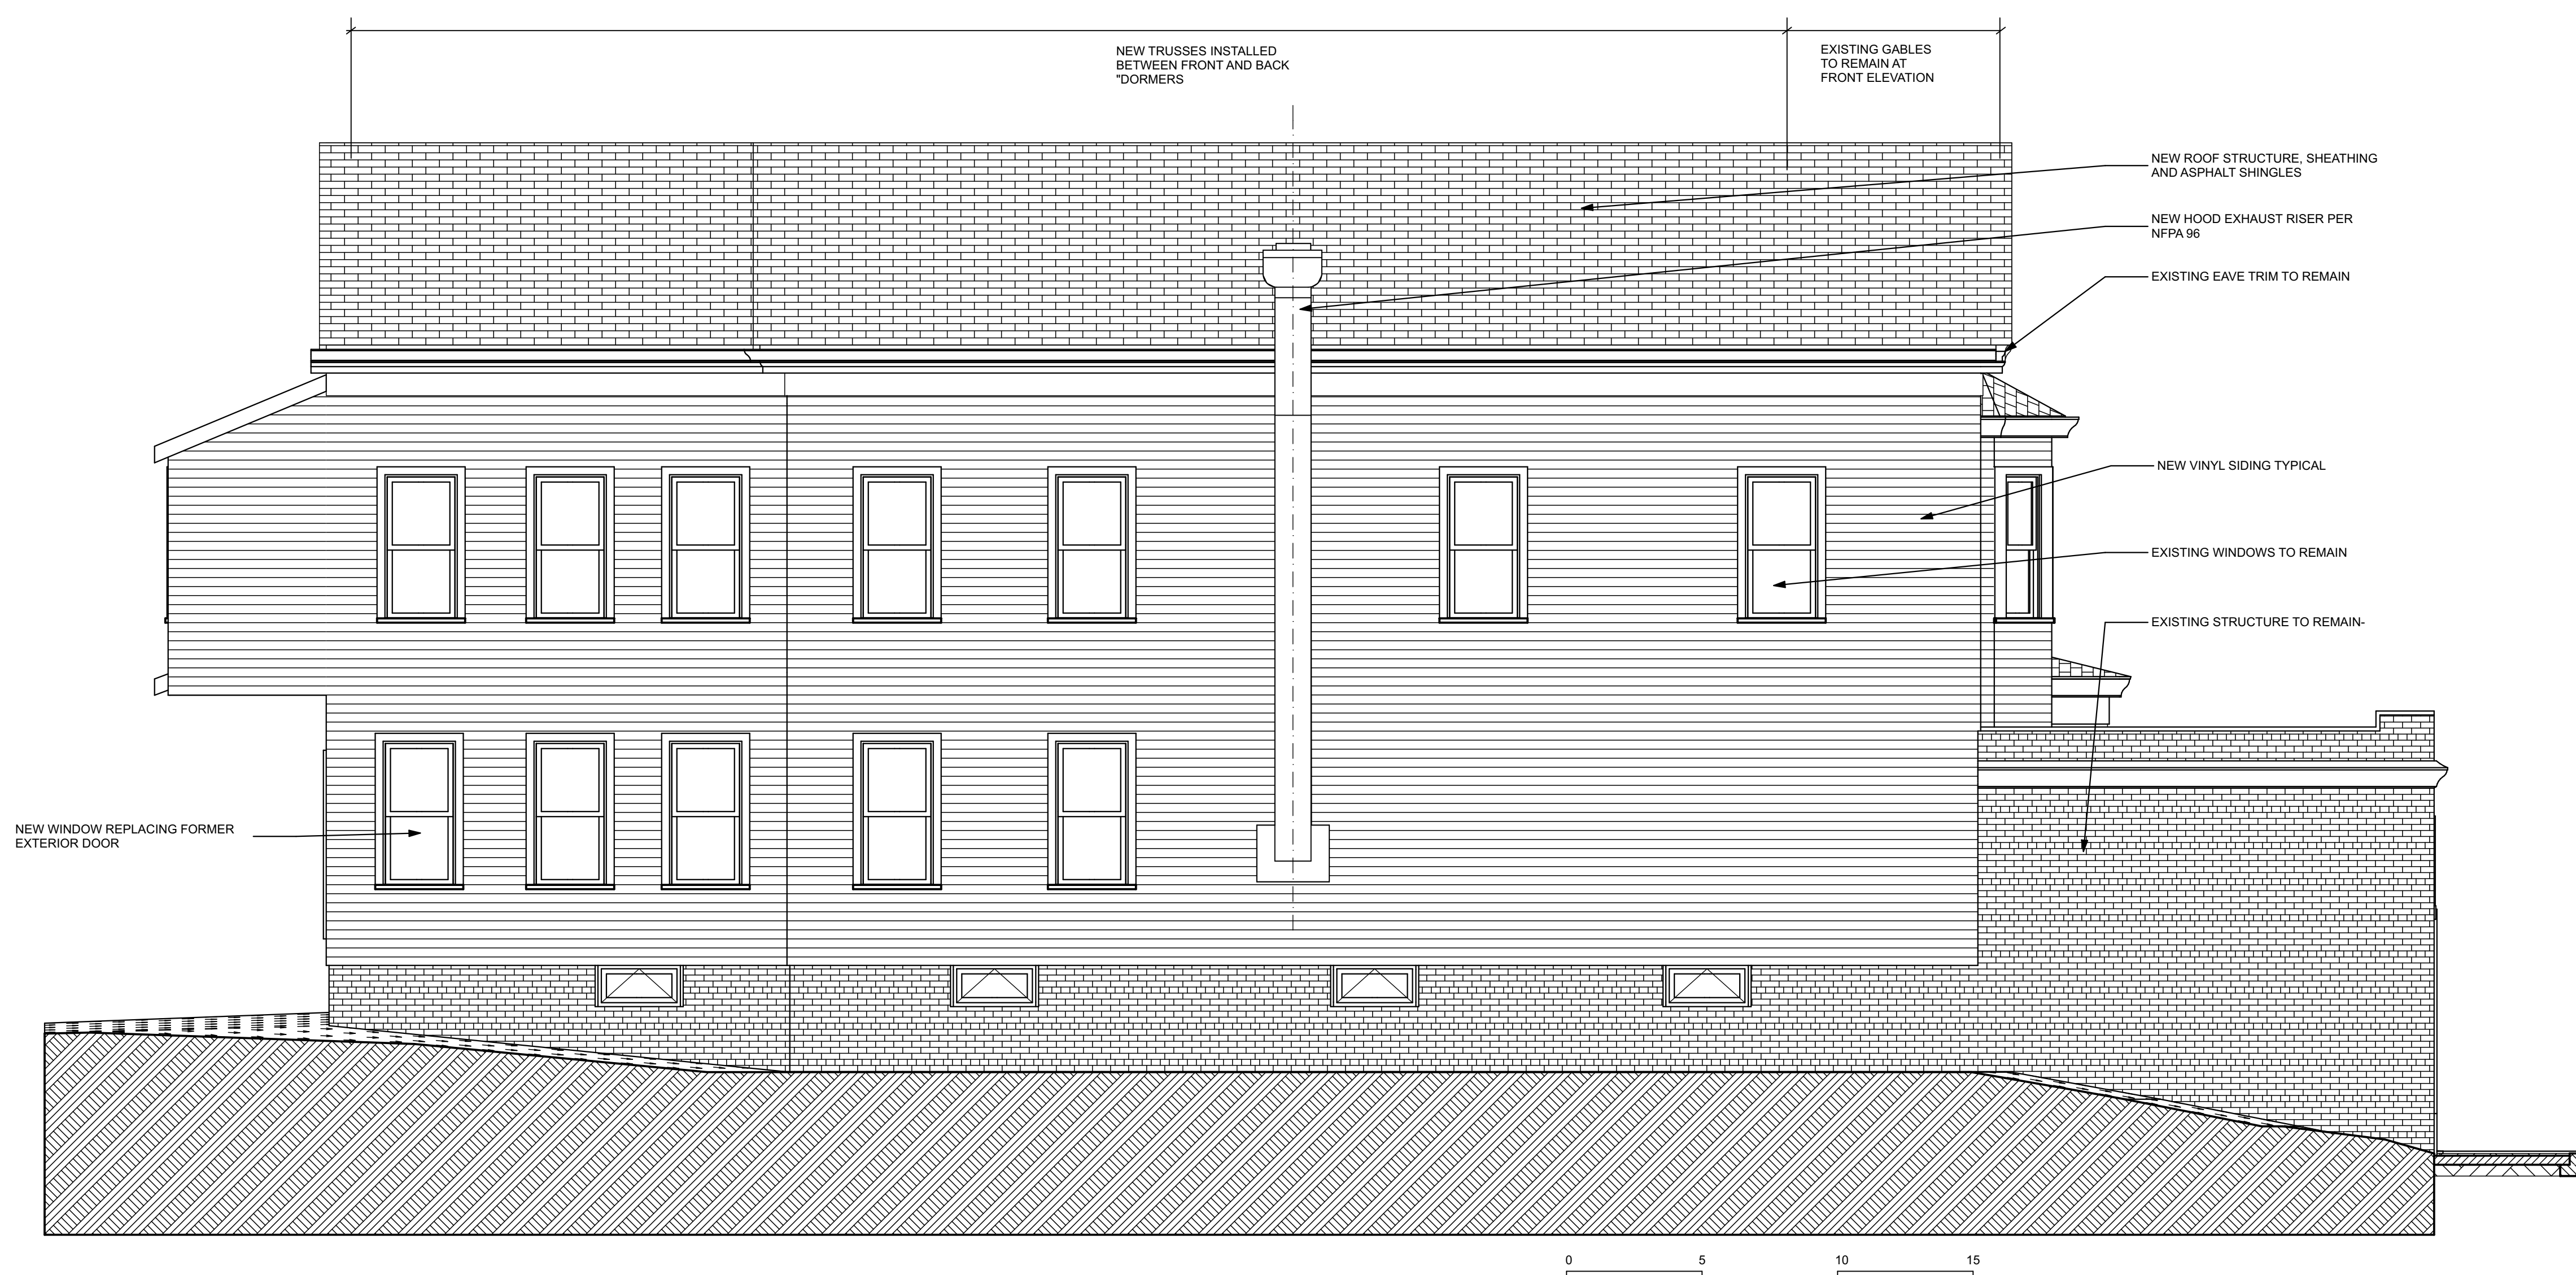 NEW TRUSSES INSTALLED
BETWEEN FRONT AND BACK
"DORMERS
EXISTING GABLES
TO REMAIN AT
FRONT ELEVATION
NEW ROOF STRUCTURE, SHEATHING
AND ASPHALT SHINGLES
NEW HOOD EXHAUST RISER PER
NFPA 96
EXISTING EAVE TRIM TO REMAIN
NEW VINYL SIDING TYPICAL
EXISTING WINDOWS TO REMAIN
EXISTING STRUCTURE TO REMAIN-
NEW WINDOW REPLACING FORMER
EXTERIOR DOOR
0 5 10 15